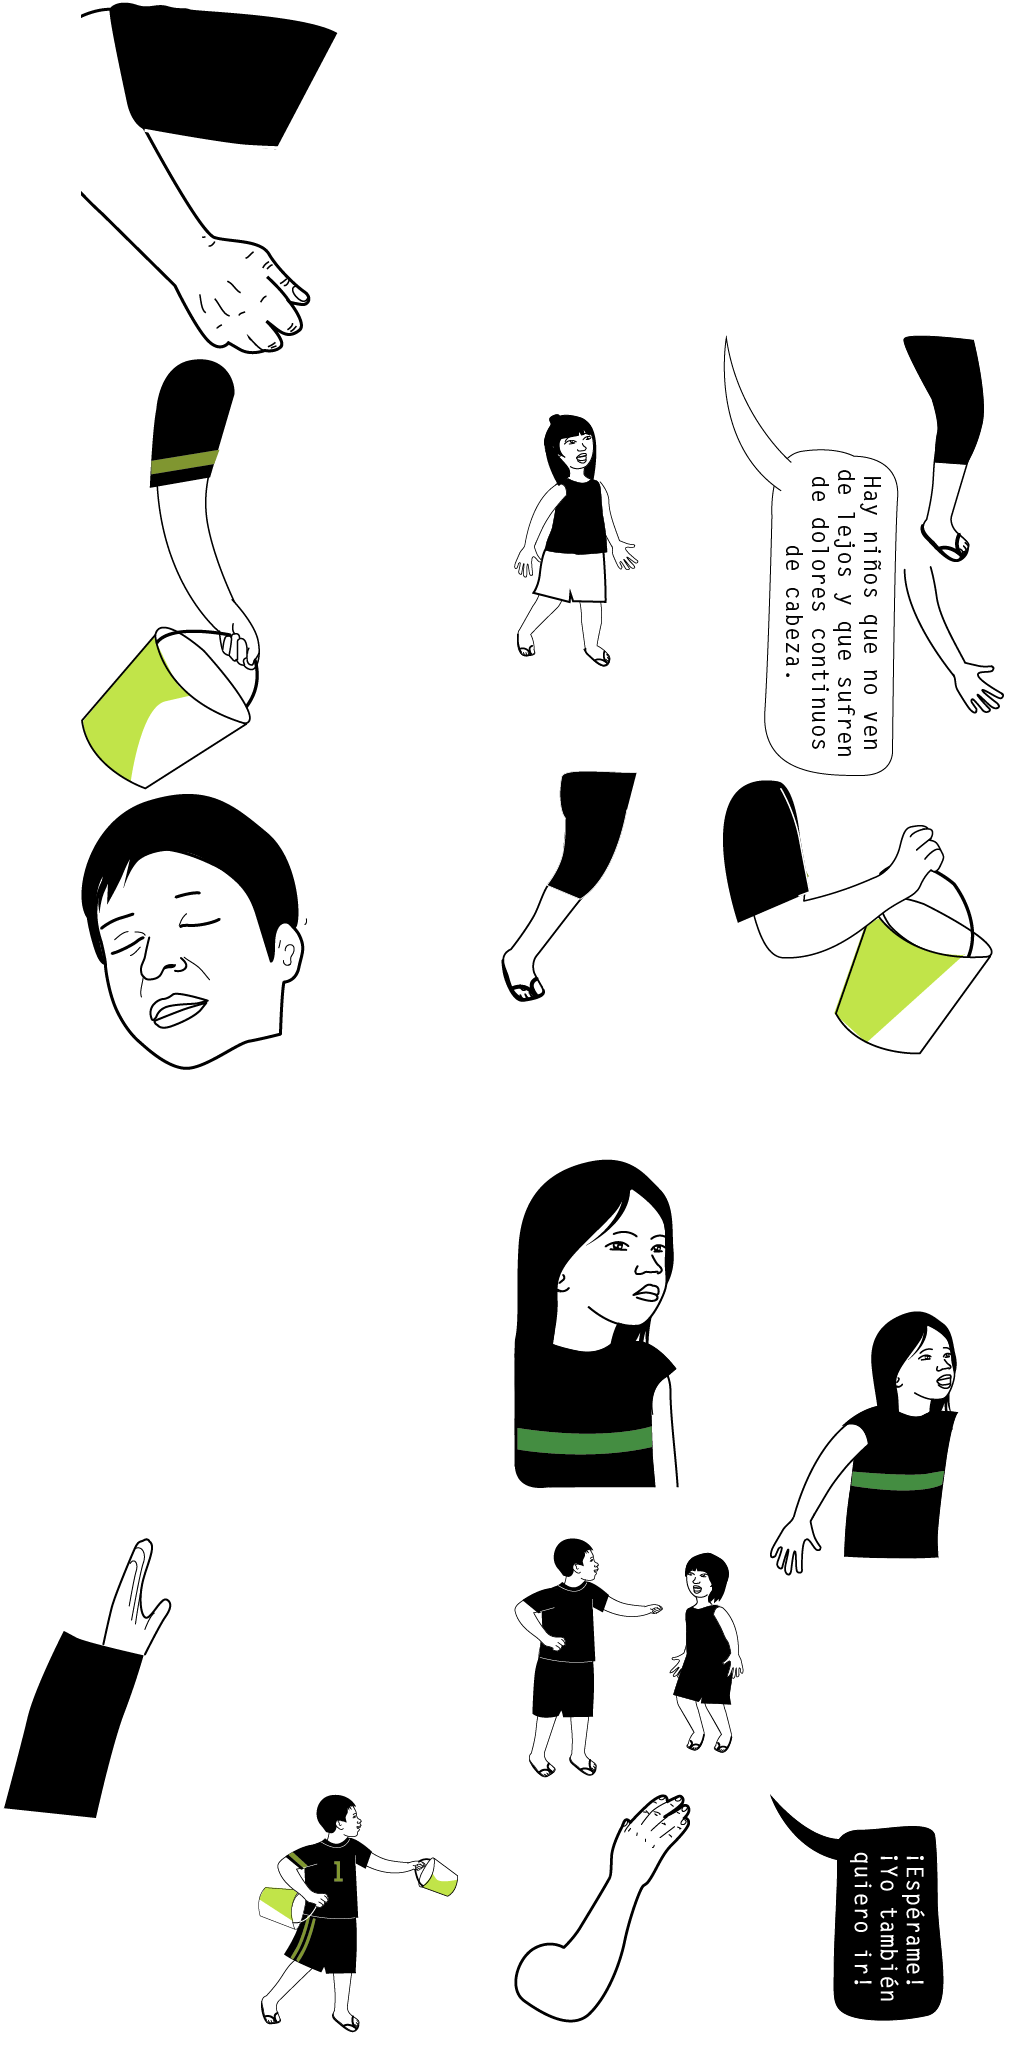 Hay niños que no ven
de lejos y que sufren
de dolores continuos
de cabeza.
1
¡Espérame!
¡Yo también
quiero ir!